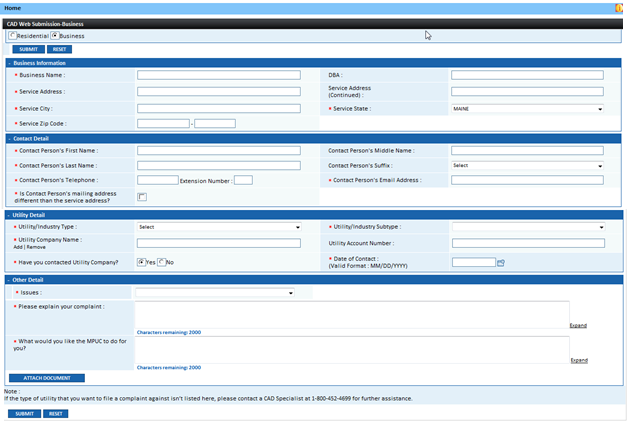 Home
CAD Web Submission-Business
Residential Business
SUBMIT RESET
- Business Information
* Business Name : DBA :
* Service Address : Service Address (Continued) :
* Service City : * Service State : MAINE
* Service Zip Code : -
- Contact Detail
* Contact Person's First Name : Contact Person's Middle Name :
* Contact Person's Last Name : Contact Person's Suffix : Select
* Contact Person's Telephone : Extension Number : * Contact Person's Email Address :
* Is Contact Person's mailing address
different than the service address?
- Utility Detail
* Utility/Industry Type : Select * Utility/Industry Subtype :
* Utility Company Name : Utility Account Number :
Add | Remove
* Have you contacted Utility Company? Yes No * Date of Contact :
(Valid Format : MM/DD/YYYY)
- Other Detail
* Issues :
* Please explain your complaint :
Expand
Characters remaining: 2000
* What would you like the MPUC to do for
you?
Expand
Characters remaining: 2000
ATTACH DOCUMENT
Note :
If the type of utility that you want to file a complaint against isn't listed here, please contact a CAD Specialist at 1-800-452-4699 for further assistance.
SUBMIT RESET